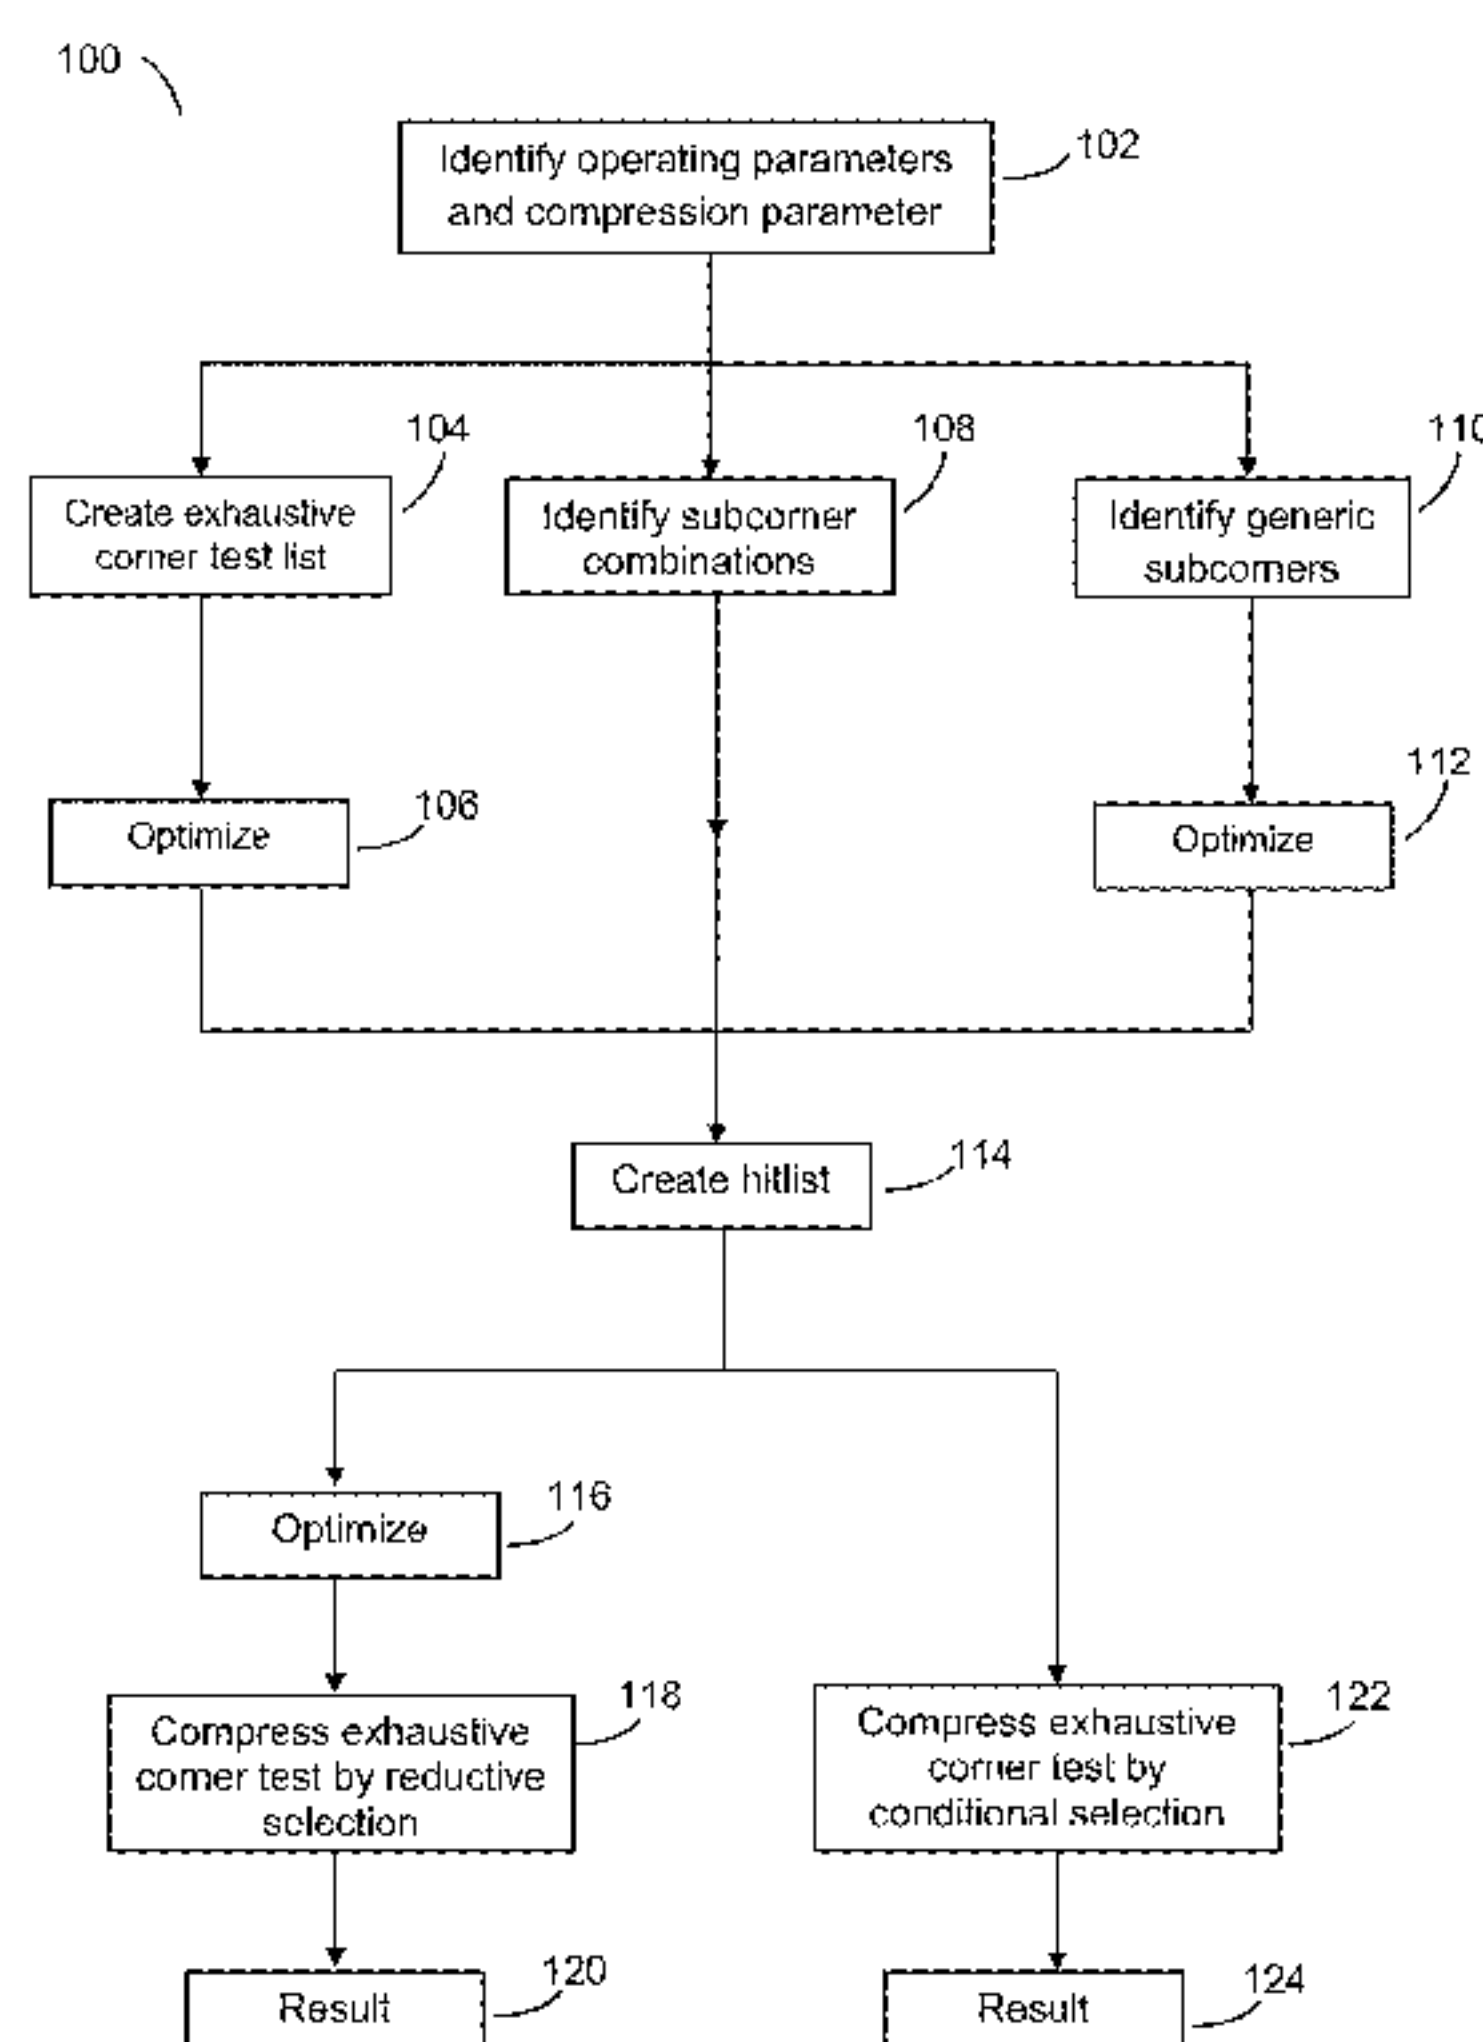 100
Identify operating parameters
and compression parameter
102
104
108
110
Create exhaustive
corner test list
Identify subcorner
combinations
Identify generic
subcorners
106
112
Optimize
Optimize
Create hitlist
114
116
Optimize
118
122
Compress exhaustive
corner test by reductive
selection
Compress exhaustive
corner test by
conditional selection
120
124
Result
Result